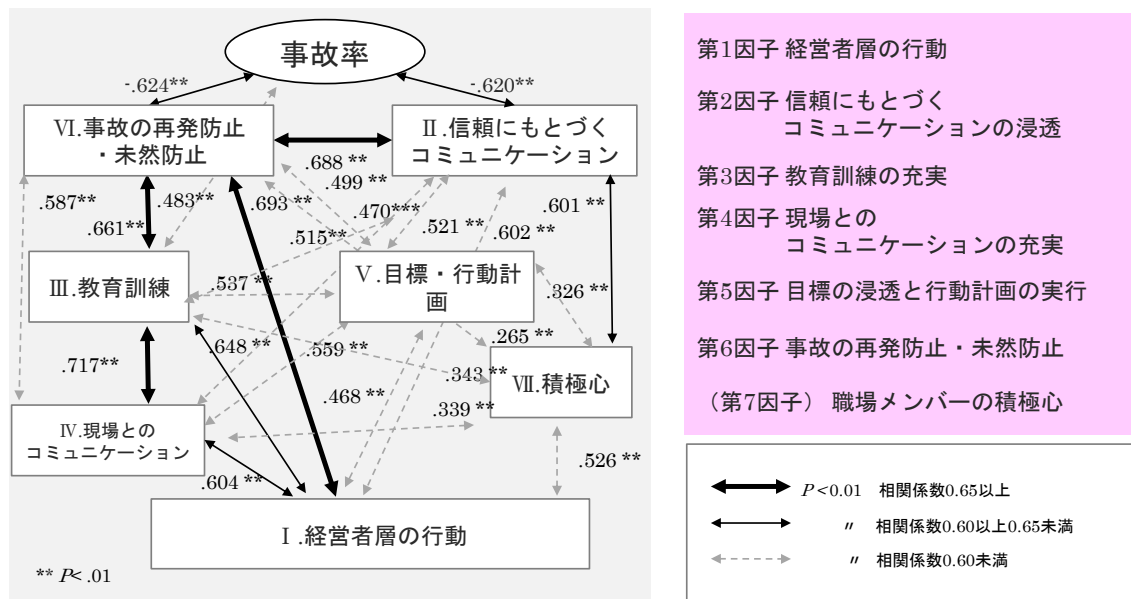 事故率
-.624**
-.620**
Ⅵ.事故の再発防止
・未然防止
Ⅱ.信頼にもとづく
コミュニケーション
.688 **
.499 **
.587**
.483**
.693 **
.470***
.601 **
.661**
.515**
.521 **
.602 **
Ⅲ.教育訓練
.537 **
Ⅴ.目標・行動計
画
.326 **
.265 **
.717**
.648 **
.559 **
.343 **
Ⅶ.積極心
.468 **
.339 **
Ⅳ.現場との
コミュニケーション
.604 **
.526 **
Ⅰ.経営者層の行動
** P<.01
第1因子 経営者層の行動
第2因子 信頼にもとづく
コミュニケーションの浸透
第3因子 教育訓練の充実
第4因子 現場との
コミュニケーションの充実
第5因子 目標の浸透と行動計画の実行
第6因子 事故の再発防止・未然防止
（第7因子） 職場メンバーの積極心
P<0.01 相関係数0.65以上
〃 相関係数0.60以上0.65未満
〃 相関係数0.60未満